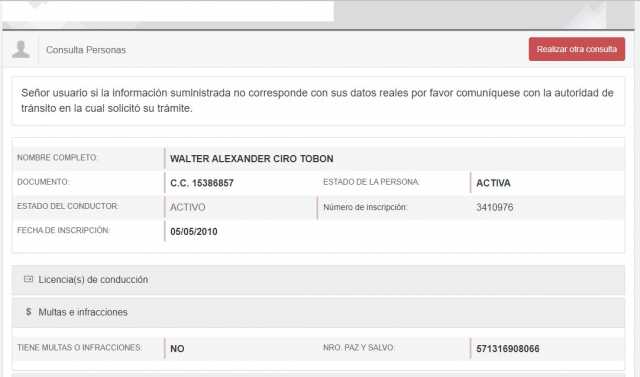 Consulta Personas
Realizar otra consulta
Señor usuario si la información suministrada no corresponde con sus datos reales por favor comuníquese con la autoridad de
tránsito en la cual solicitó su trámite.
NOMBRE COMPLETO: WALTER ALEXANDER CIRO TOBON
DOCUMENTO: C.C. 15386857 ESTADO DE LA PERSONA: ACTIVA
ESTADO DEL CONDUCTOR: ACTIVO Número de inscripción: 3410976
FECHA DE INSCRIPCIÓN: 05/05/2010
Licencia(s) de conducción
$ Multas e infracciones
TIENE MULTAS O INFRACCIONES: NO NRO. PAZ Y SALVO: 571316908066